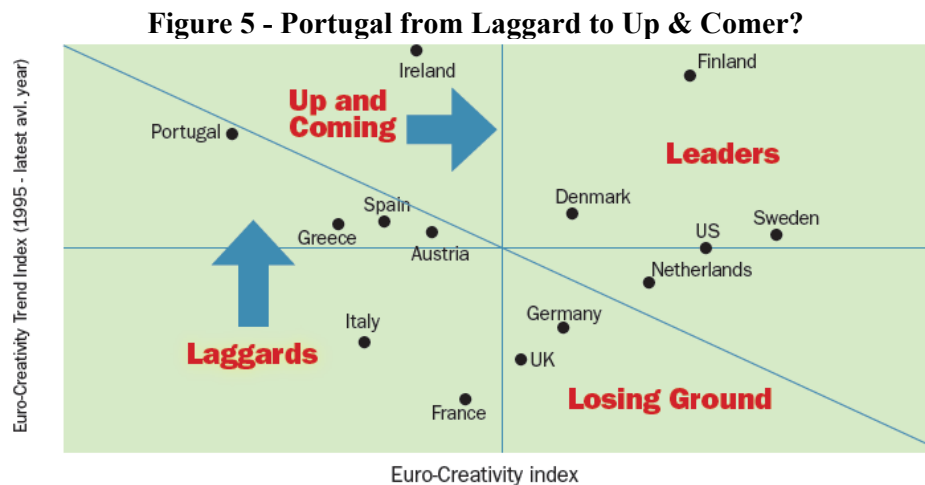 Figure 5 - Portugal from Laggard to Up & Comer?
Euro-Creativity Trend Index (1995 - latest avl. year)
Ireland
Finland
Up and
Coming
Portugal
Leaders
Denmark
Spain
Sweden
US
Greece
Austria
Netherlands
Germany
Italy
Laggards
UK
Losing Ground
France
Euro-Creativity index